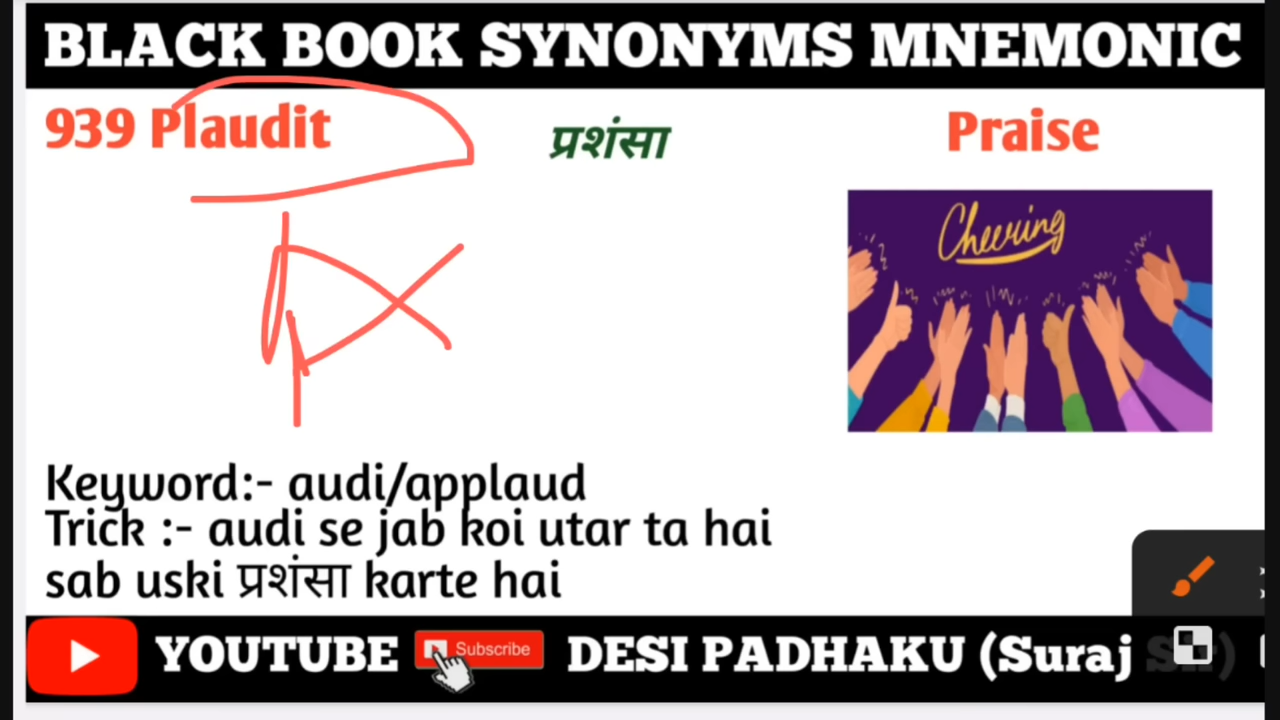 BLACK BOOK SYNONYMS MNEMONIC
939 Plaudit प्रशंसा Praise
Cheering
Keyword:- audi/applaud
Trick :- audi se jab koi utar ta hai
sab uski प्रशंसा karte hai
YOUTUBE Subscribe DESI PADHAKU (Suraj Sir)